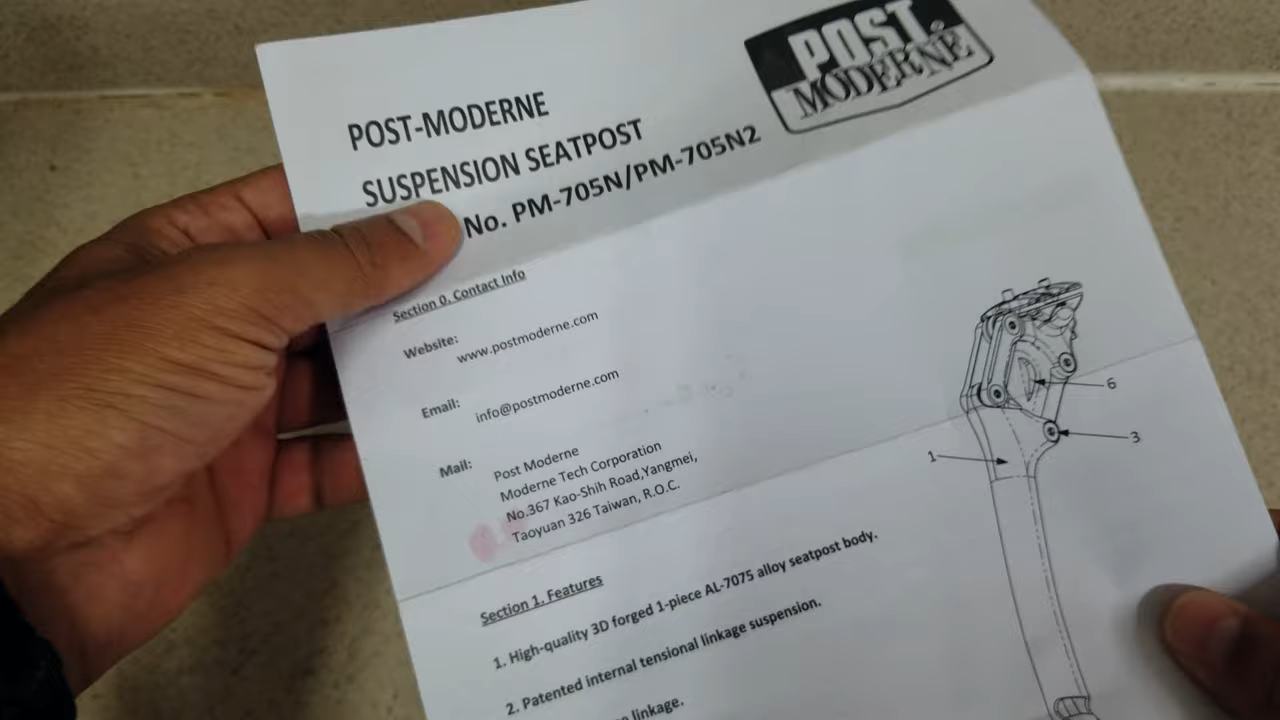 POST.
MODERNE
POST-MODERNE
SUSPENSION SEATPOST
No. PM-705N/PM-705N2
Section 0. Contact Info
Website:
www.postmoderne.com
Email:
info@postmoderne.com
Mail:
Post Moderne
Moderne Tech Corporation
No.367 Kao-Shih Road,Yangmei,
Taoyuan 326 Taiwan, R.O.C.
6
3
1
Section 1. Features
1. High-quality 3D forged 1-piece AL-7075 alloy seatpost body.
2. Patented internal tensional linkage suspension.
linkage.